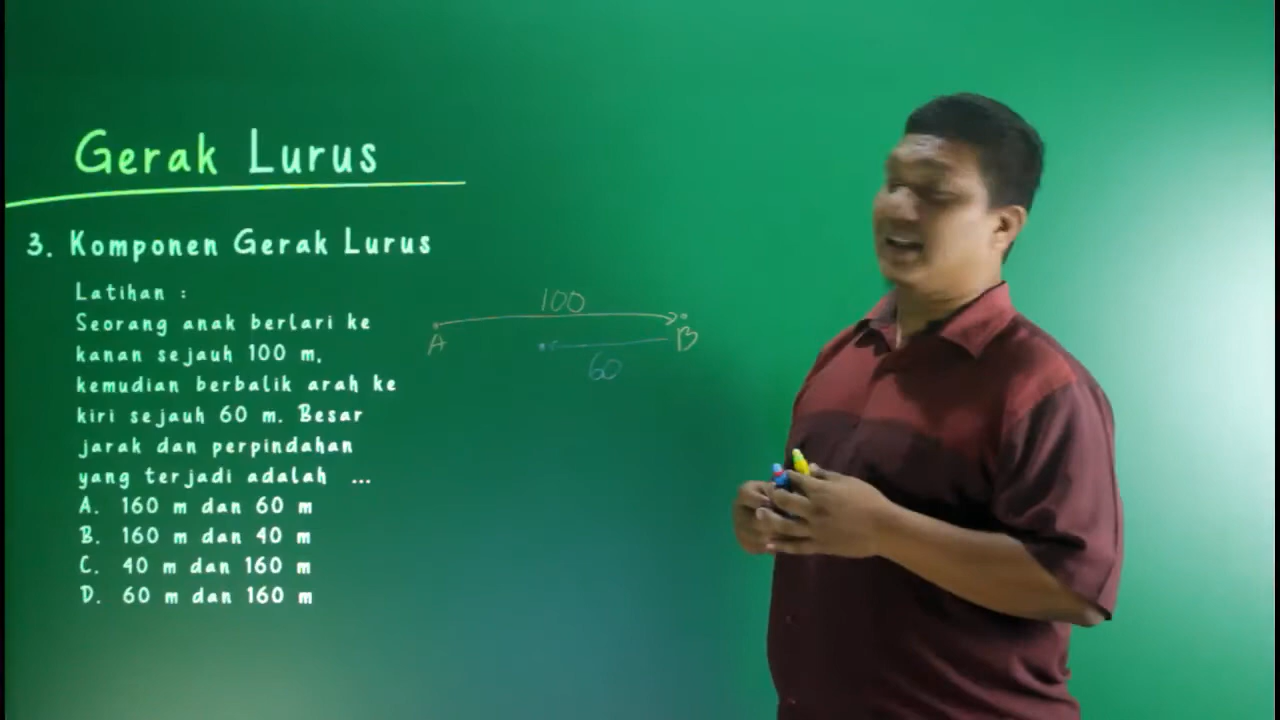 Gerak Lurus
3. Komponen Gerak Lurus
Latihan :
Seorang anak berlari ke
kanan sejauh 100 m,
kemudian berbalik arah ke
kiri sejauh 60 m. Besar
jarak dan perpindahan
yang terjadi adalah ...
A. 160 m dan 60 m
B. 160 m dan 40 m
C. 40 m dan 160 m
D. 60 m dan 160 m
100
A
B
60